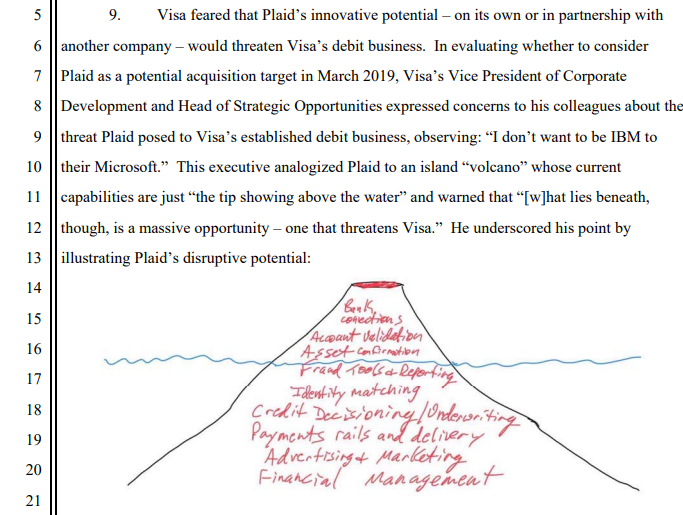 5 9. Visa feared that Plaid’s innovative potential – on its own or in partnership with
6 another company – would threaten Visa’s debit business. In evaluating whether to consider
7 Plaid as a potential acquisition target in March 2019, Visa’s Vice President of Corporate
8 Development and Head of Strategic Opportunities expressed concerns to his colleagues about the
9 threat Plaid posed to Visa’s established debit business, observing: “I don’t want to be IBM to
10 their Microsoft.” This executive analogized Plaid to an island “volcano” whose current
11 capabilities are just “the tip showing above the water” and warned that “[w]hat lies beneath,
12 though, is a massive opportunity – one that threatens Visa.” He underscored his point by
13 illustrating Plaid’s disruptive potential:
14
Bank
15 connections
Account Validation
16 Asset confirmation
17 Fraud Tools & Reporting
Identity matching
18 Credit Decisioning/Underwriting
19 Payments rails and delivery
Advertising & Marketing
20 Financial Management
21